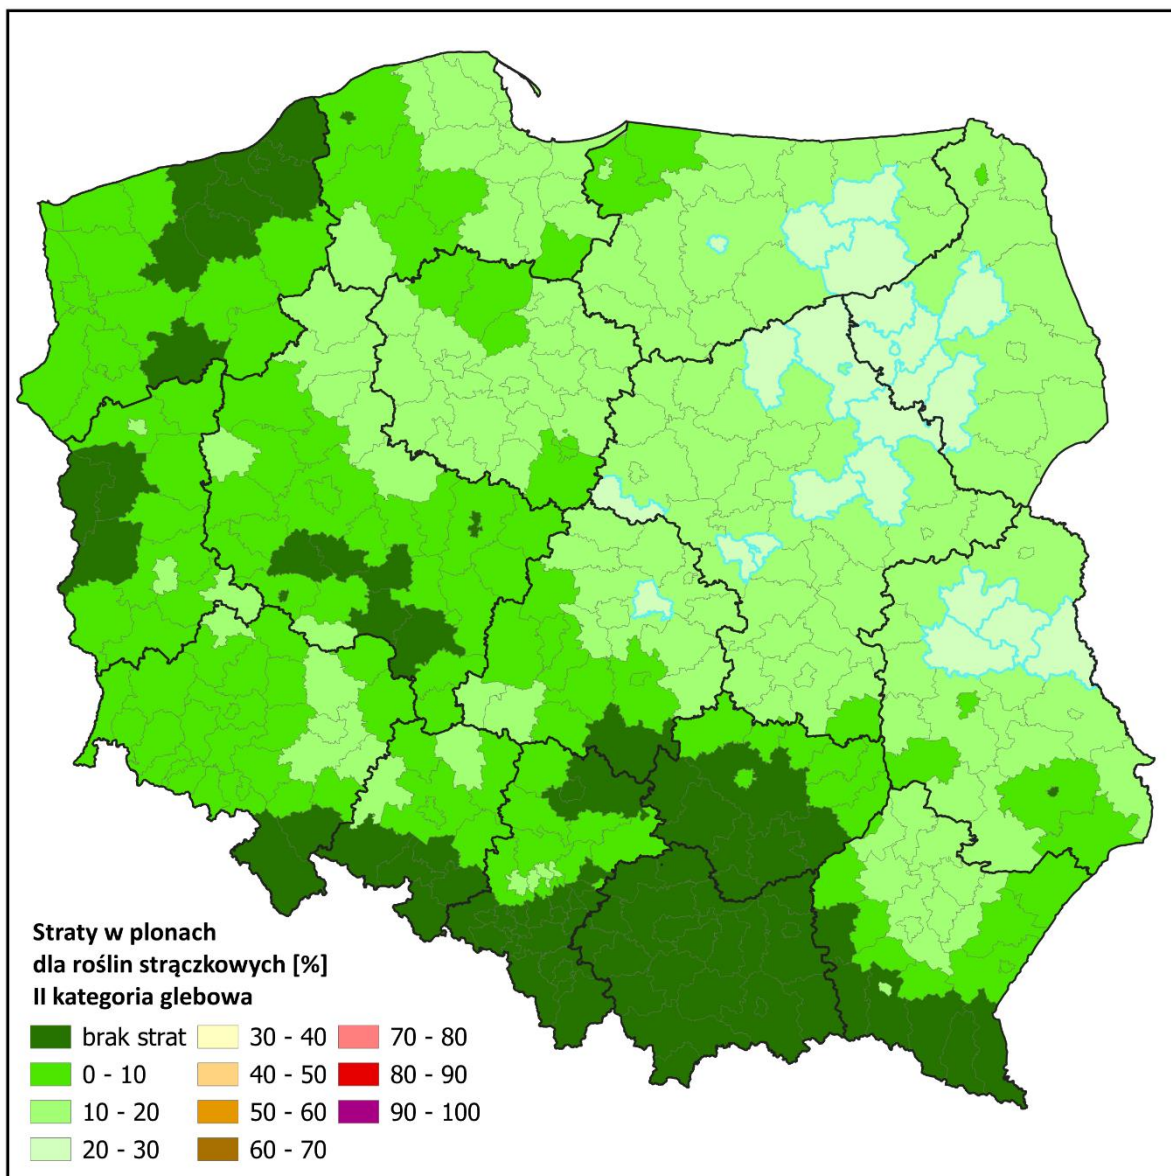 Straty w plonach
dla roślin strączkowych [%]
II kategoria glebowa
brak strat
0 - 10
10 - 20
20 - 30
30 - 40
40 - 50
50 - 60
60 - 70
70 - 80
80 - 90
90 - 100